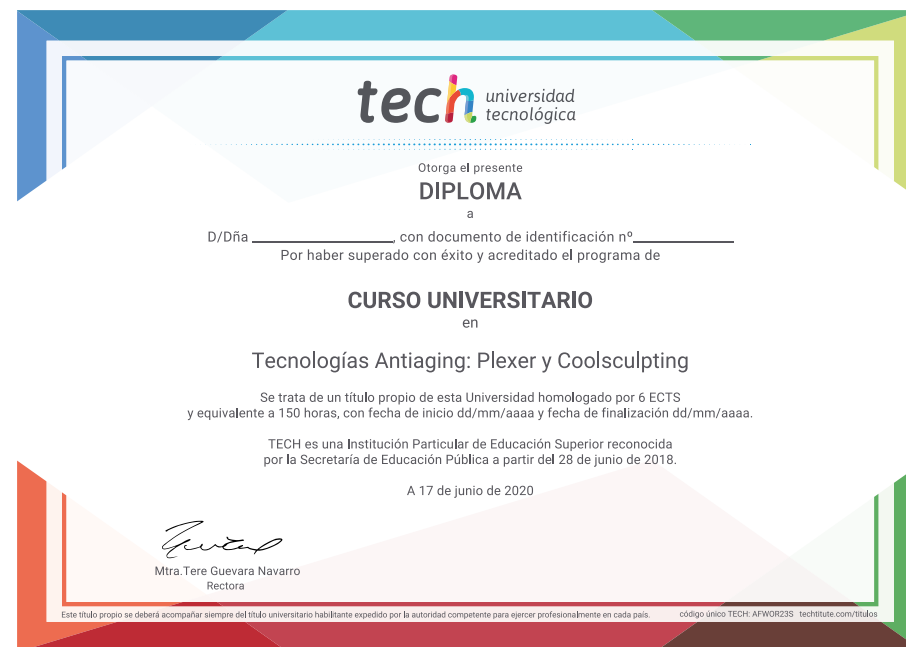 tech universidad
tecnológica
Otorga el presente
DIPLOMA
a
D/Dña ____________________, con documento de identificación nº______________
Por haber superado con éxito y acreditado el programa de
CURSO UNIVERSITARIO
en
Tecnologías Antiaging: Plexer y Coolsculpting
Se trata de un título propio de esta Universidad homologado por 6 ECTS
y equivalente a 150 horas, con fecha de inicio dd/mm/aaaa y fecha de finalización dd/mm/aaaa.
TECH es una Institución Particular de Educación Superior reconocida
por la Secretaría de Educación Pública a partir del 28 de junio de 2018.
A 17 de junio de 2020
Mtra.Tere Guevara Navarro
Rectora
Este título propio se deberá acompañar siempre del título universitario habilitante expedido por la autoridad competente para ejercer profesionalmente en cada país. código único TECH: AFWOR23S techtitute.com/titulos